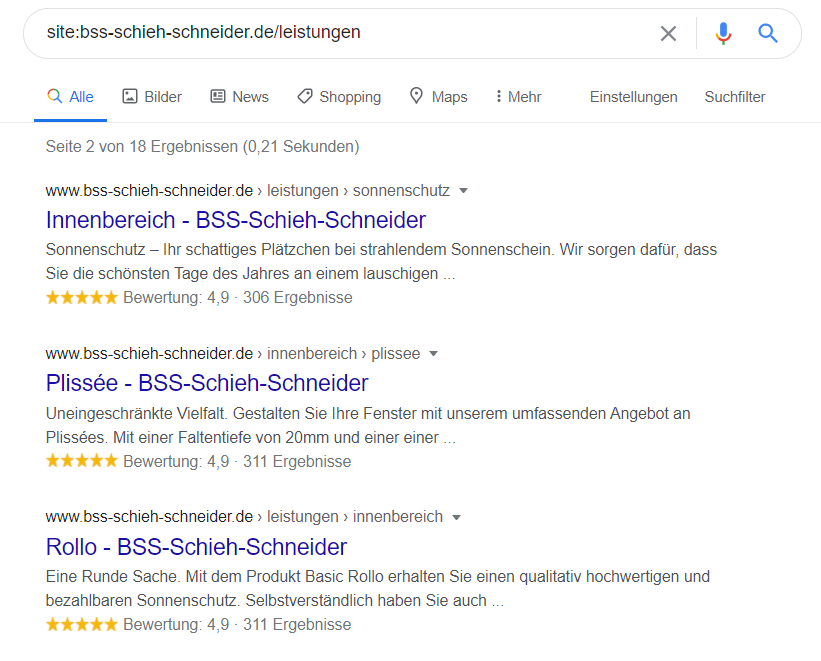 site:bss-schieh-schneider.de/leistungen
Alle Bilder News Shopping Maps Mehr Einstellungen Suchfilter
Seite 2 von 18 Ergebnissen (0,21 Sekunden)
www.bss-schieh-schneider.de › leistungen › sonnenschutz
Innenbereich - BSS-Schieh-Schneider
Sonnenschutz – Ihr schattiges Plätzchen bei strahlendem Sonnenschein. Wir sorgen dafür, dass
Sie die schönsten Tage des Jahres an einem lauschigen ...
Bewertung: 4,9 · 306 Ergebnisse
www.bss-schieh-schneider.de › innenbereich › plissee
Plissée - BSS-Schieh-Schneider
Uneingeschränkte Vielfalt. Gestalten Sie Ihre Fenster mit unserem umfassenden Angebot an
Plissées. Mit einer Faltentiefe von 20mm und einer einer ...
Bewertung: 4,9 · 311 Ergebnisse
www.bss-schieh-schneider.de › leistungen › innenbereich
Rollo - BSS-Schieh-Schneider
Eine Runde Sache. Mit dem Produkt Basic Rollo erhalten Sie einen qualitativ hochwertigen und
bezahlbaren Sonnenschutz. Selbstverständlich haben Sie auch ...
Bewertung: 4,9 · 311 Ergebnisse